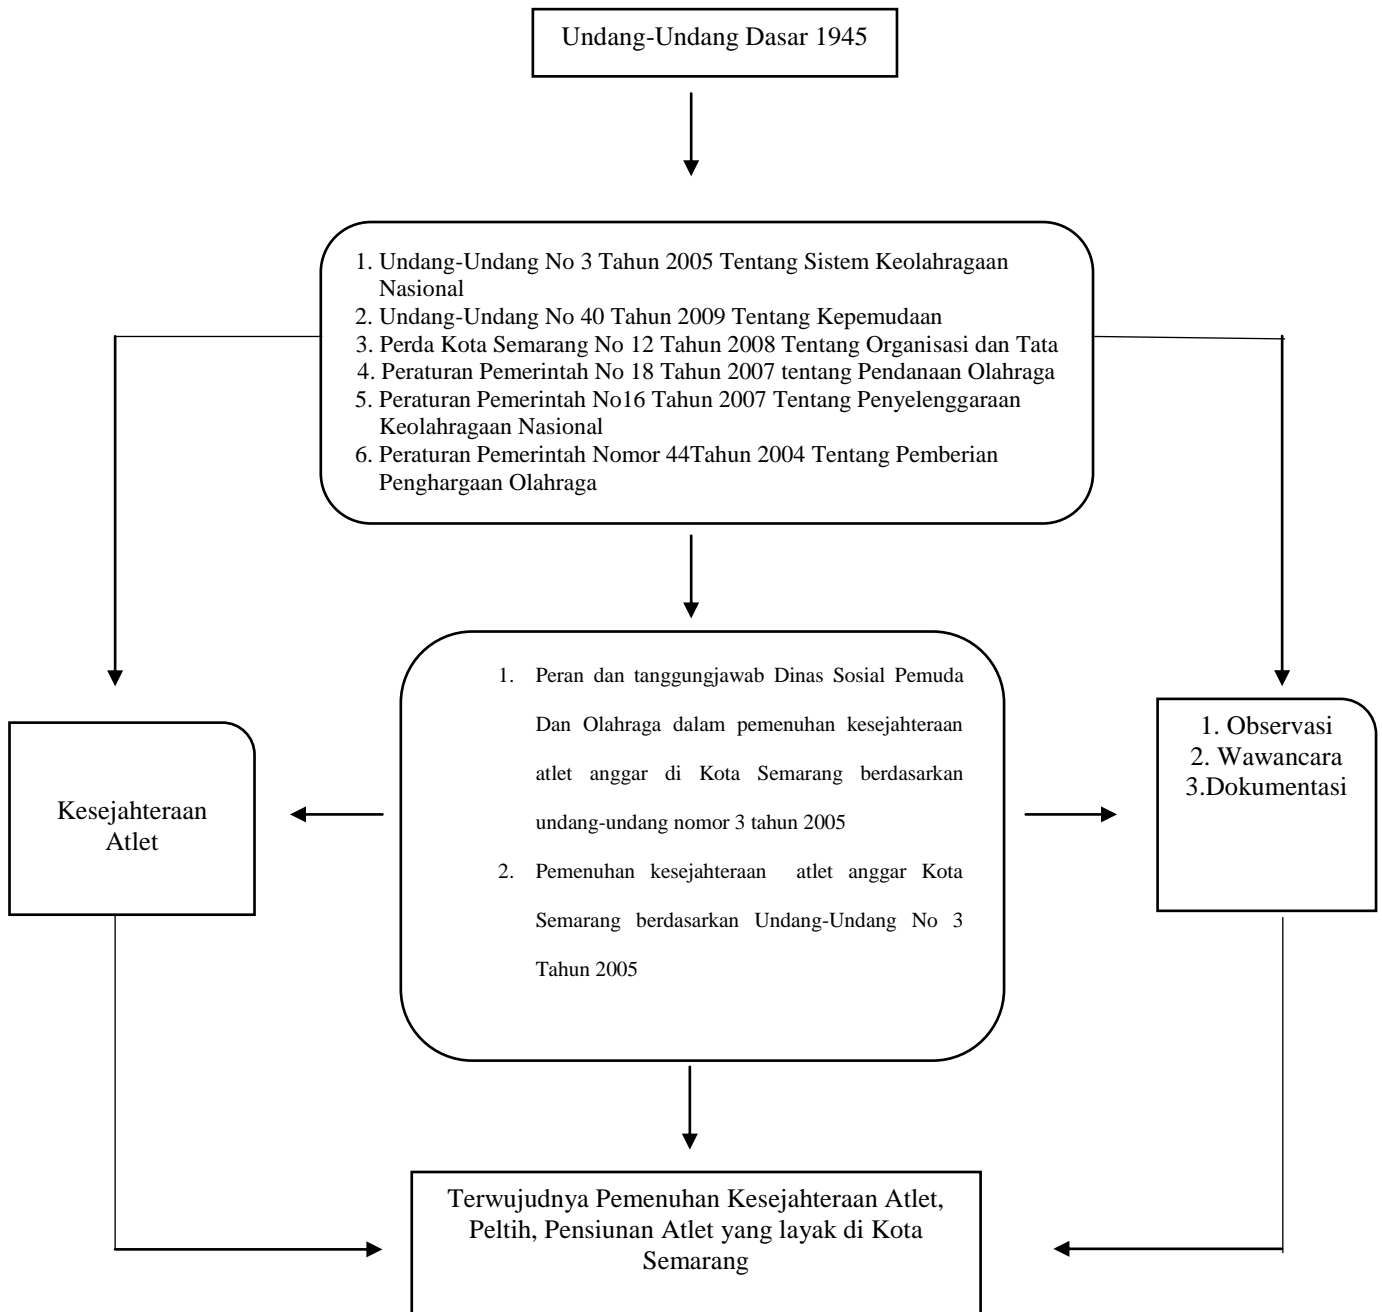 Undang-Undang Dasar 1945
1. Undang-Undang No 3 Tahun 2005 Tentang Sistem Keolahragaan
Nasional
2. Undang-Undang No 40 Tahun 2009 Tentang Kepemudaan
3. Perda Kota Semarang No 12 Tahun 2008 Tentang Organisasi dan Tata
4. Peraturan Pemerintah No 18 Tahun 2007 tentang Pendanaan Olahraga
5. Peraturan Pemerintah No16 Tahun 2007 Tentang Penyelenggaraan
Keolahragaan Nasional
6. Peraturan Pemerintah Nomor 44Tahun 2004 Tentang Pemberian
Penghargaan Olahraga
Kesejahteraan
Atlet
1. Peran dan tanggungjawab Dinas Sosial Pemuda
Dan Olahraga dalam pemenuhan kesejahteraan
atlet anggar di Kota Semarang berdasarkan
undang-undang nomor 3 tahun 2005
2. Pemenuhan kesejahteraan atlet anggar Kota
Semarang berdasarkan Undang-Undang No 3
Tahun 2005
1. Observasi
2. Wawancara
3.Dokumentasi
Terwujudnya Pemenuhan Kesejahteraan Atlet,
Peltih, Pensiunan Atlet yang layak di Kota
Semarang